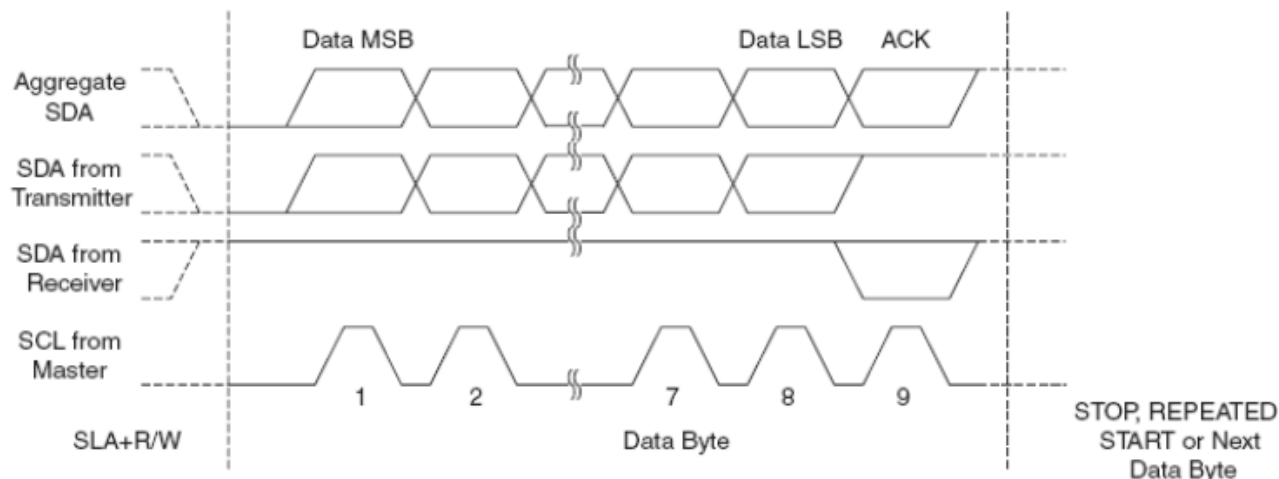 Data MSB
Data LSB
ACK
Aggregate
SDA
SDA from
Transmitter
SDA from
Receiver
SCL from
Master
1
2
7
8
9
SLA+R/W
Data Byte
STOP, REPEATED
START or Next
Data Byte